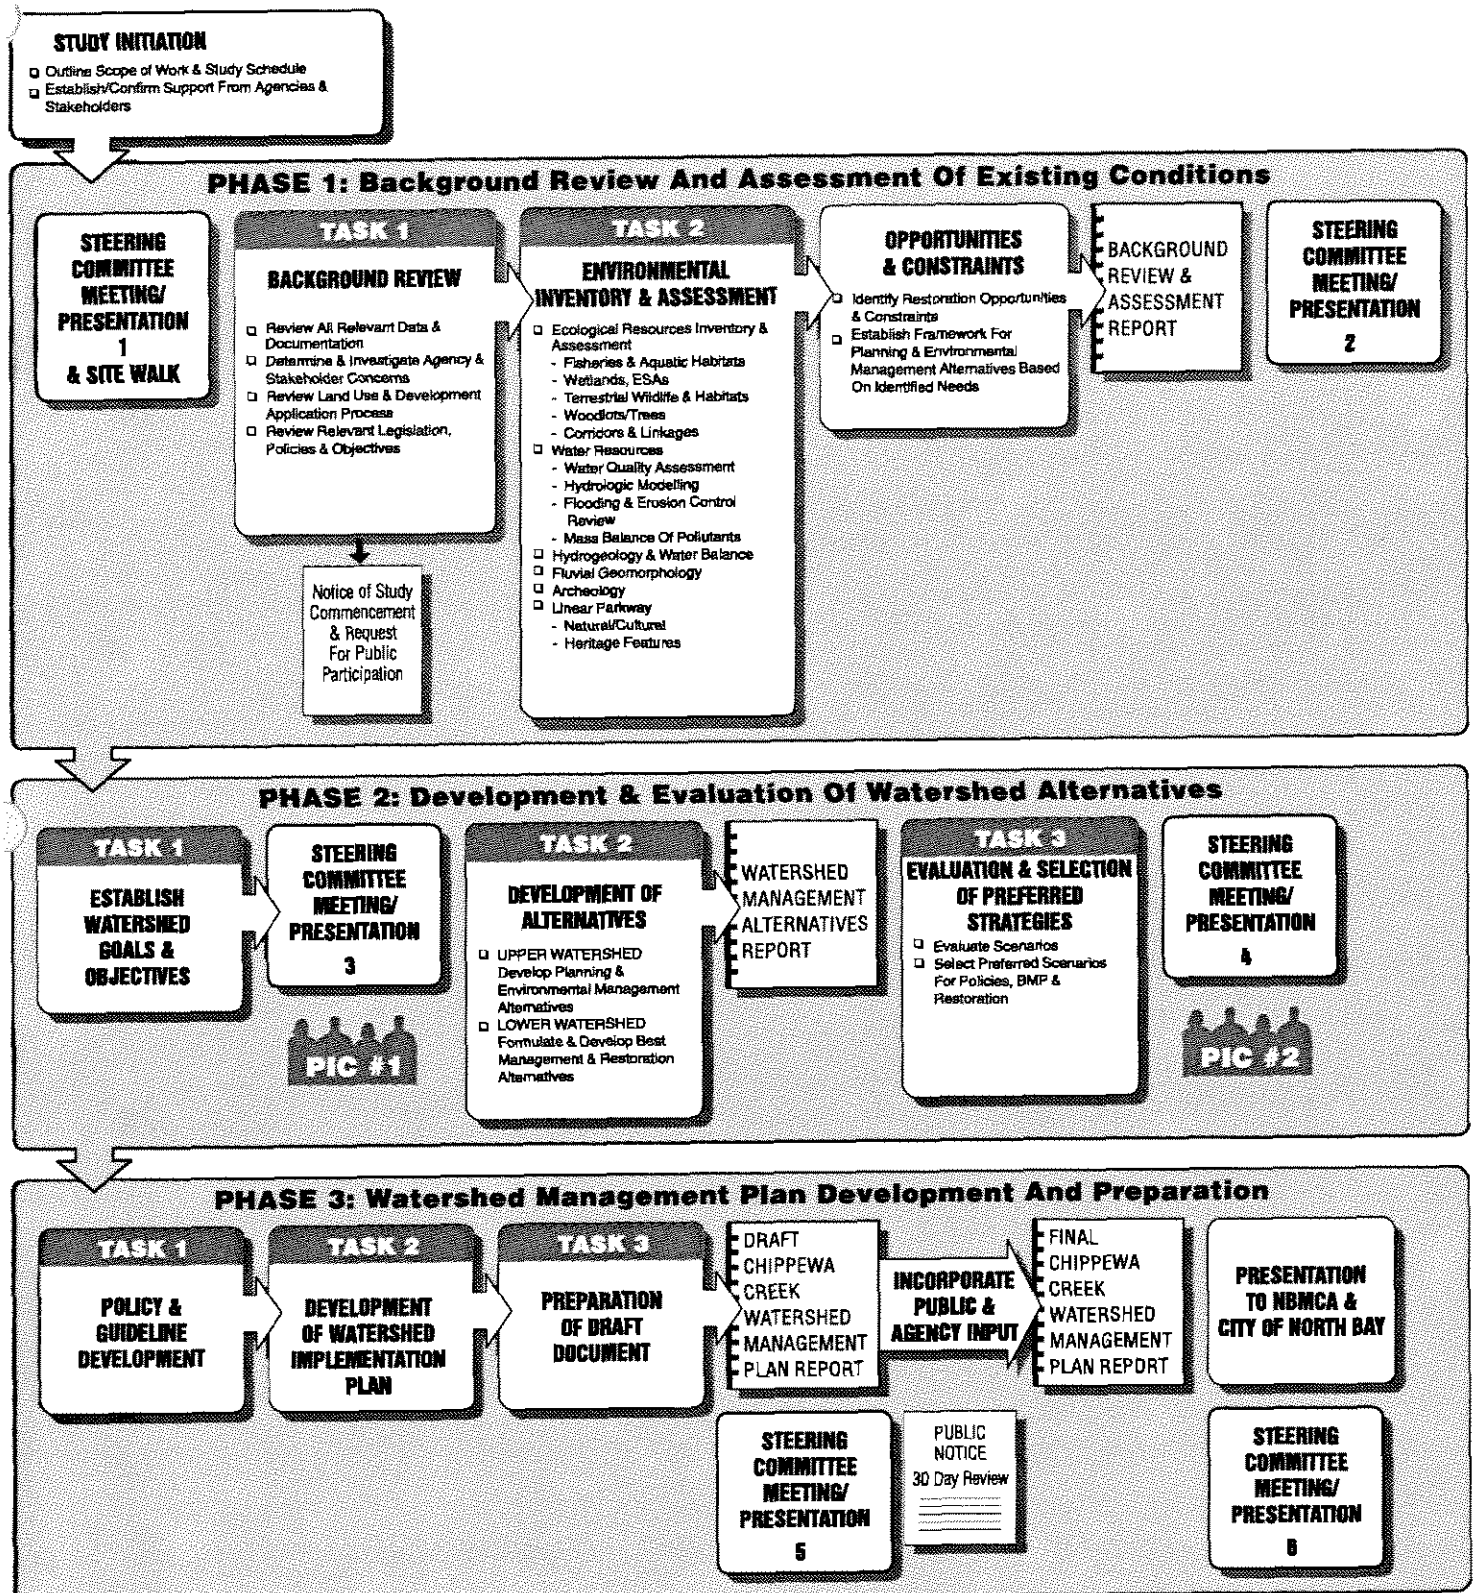 STUDY INITIATION
❑ Outline Scope of Work & Study Schedule
❑ Establish/Confirm Support From Agencies &
Stakeholders
PHASE 1: Background Review And Assessment Of Existing Conditions
STEERING
COMMITTEE
MEETING/
PRESENTATION
1
& SITE WALK
TASK 1
BACKGROUND REVIEW
❑ Review All Relevant Data &
Documentation
❑ Determine & Investigate Agency &
Stakeholder Concerns
❑ Review Land Use & Development
Application Process
❑ Review Relevant Legislation,
Policies & Objectives
Notice of Study
Commencement
& Request
For Public
Participation
TASK 2
ENVIRONMENTAL
INVENTORY & ASSESSMENT
❑ Ecological Resources Inventory &
Assessment
- Fisheries & Aquatic Habitats
- Wetlands, ESAs
- Terrestrial Wildlife & Habitats
- Woodlots/Trees
- Corridors & Linkages
❑ Water Resources
- Water Quality Assessment
- Hydrologic Modelling
- Flooding & Erosion Control
Review
- Mass Balance Of Pollutants
❑ Hydrogeology & Water Balance
❑ Fluvial Geomorphology
❑ Archeology
❑ Linear Parkway
- Natural/Cultural
- Heritage Features
OPPORTUNITIES
& CONSTRAINTS
❑ Identify Restoration Opportunities
& Constraints
❑ Establish Framework For
Planning & Environmental
Management Alternatives Based
On Identified Needs
BACKGROUND
REVIEW &
ASSESSMENT
REPORT
STEERING
COMMITTEE
MEETING/
PRESENTATION
2
PHASE 2: Development & Evaluation Of Watershed Alternatives
TASK 1
ESTABLISH
WATERSHED
GOALS &
OBJECTIVES
STEERING
COMMITTEE
MEETING/
PRESENTATION
3
PIC #1
TASK 2
DEVELOPMENT OF
ALTERNATIVES
❑ UPPER WATERSHED
Develop Planning &
Environmental Management
Alternatives
❑ LOWER WATERSHED
Formulate & Develop Best
Management & Restoration
Alternatives
WATERSHED
MANAGEMENT
ALTERNATIVES
REPORT
TASK 3
EVALUATION & SELECTION
OF PREFERRED
STRATEGIES
❑ Evaluate Scenarios
❑ Select Preferred Scenarios
For Policies, BMP &
Restoration
STEERING
COMMITTEE
MEETING/
PRESENTATION
4
PIC #2
PHASE 3: Watershed Management Plan Development And Preparation
TASK 1
POLICY &
GUIDELINE
DEVELOPMENT
TASK 2
DEVELOPMENT
OF WATERSHED
IMPLEMENTATION
PLAN
TASK 3
PREPARATION
OF DRAFT
DOCUMENT
DRAFT
CHIPPEWA
CREEK
WATERSHED
MANAGEMENT
PLAN REPORT
INCORPORATE
PUBLIC &
AGENCY INPUT
FINAL
CHIPPEWA
CREEK
WATERSHED
MANAGEMENT
PLAN REPORT
PRESENTATION
TO NBMCA &
CITY OF NORTH BAY
STEERING
COMMITTEE
MEETING/
PRESENTATION
5
PUBLIC
NOTICE
30 Day Review
STEERING
COMMITTEE
MEETING/
PRESENTATION
6